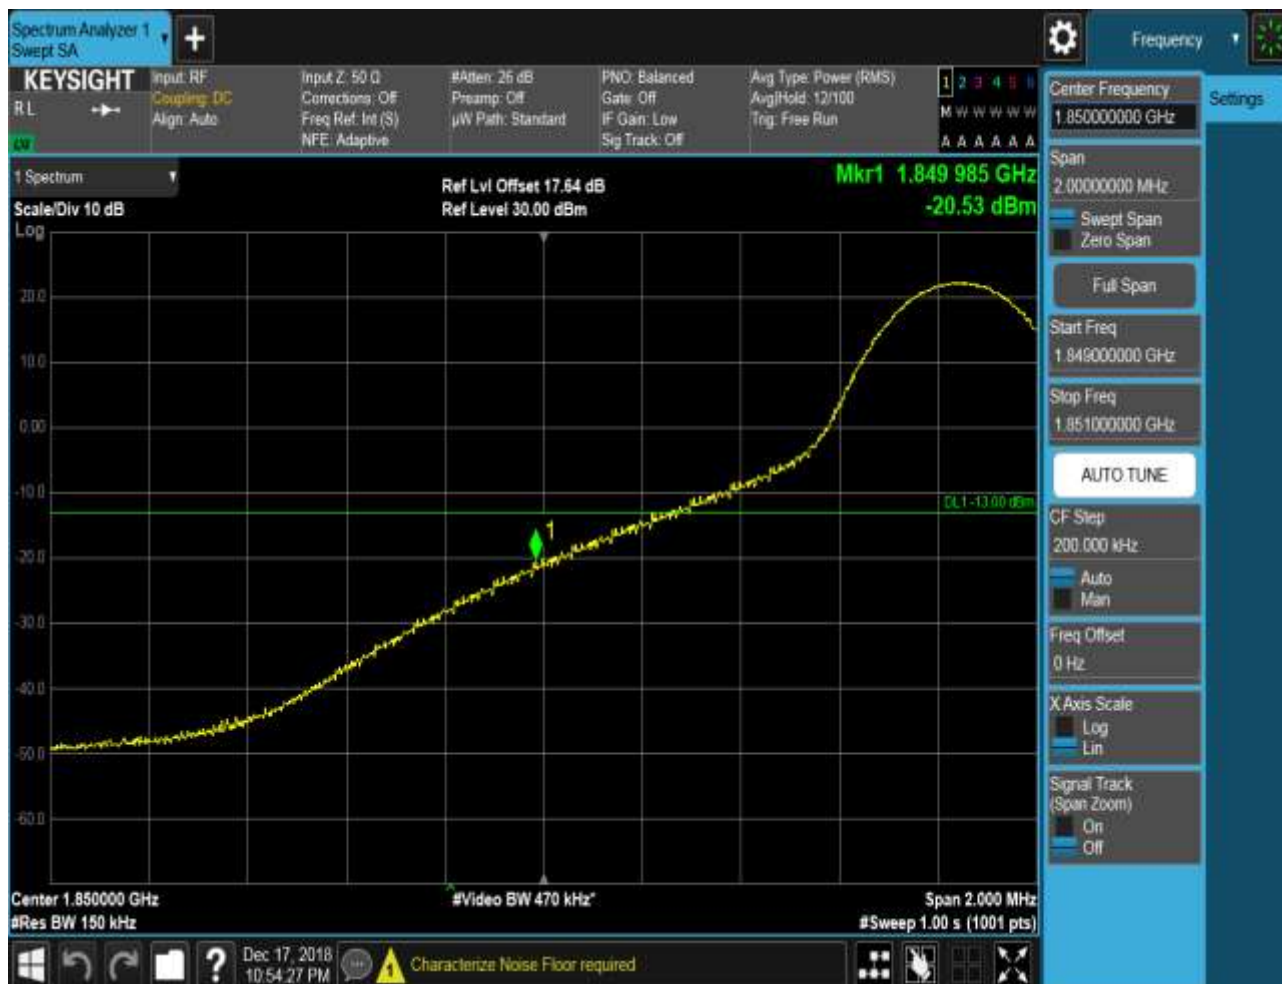 Spectrum Analyzer 1
Swept SA
+
Frequency
KEYSIGHT
R L
Input: RF
Coupling: DC
Align: Auto
Input Z: 50 Ω
Corrections: Off
Freq Ref: Int (S)
NFE: Adaptive
#Atten: 26 dB
Preamp: Off
µW Path: Standard
PNO: Balanced
Gate: Off
IF Gain: Low
Sig Track: Off
Avg Type: Power (RMS)
Avg|Hold: 12/100
Trig: Free Run
1 2 3 4 5 6
M W W W W W
A A A A A A
1 Spectrum
Scale/Div 10 dB
Ref Lvl Offset 17.64 dB
Ref Level 30.00 dBm
Mkr1 1.849 985 GHz
-20.53 dBm
Log
20.0
10.0
0.00
-10.0
-20.0
-30.0
-40.0
-50.0
-60.0
DL1 -13.00 dBm
1
Center 1.850000 GHz
#Res BW 150 kHz
#Video BW 470 kHz*
Span 2.000 MHz
#Sweep 1.00 s (1001 pts)
Center Frequency
1.850000000 GHz
Settings
Span
2.00000000 MHz
Swept Span
Zero Span
Full Span
Start Freq
1.849000000 GHz
Stop Freq
1.851000000 GHz
AUTO TUNE
CF Step
200.000 kHz
Auto
Man
Freq Offset
0 Hz
X Axis Scale
Log
Lin
Signal Track
(Span Zoom)
On
Off
?
Dec 17, 2018
10:54:27 PM
1
Characterize Noise Floor required